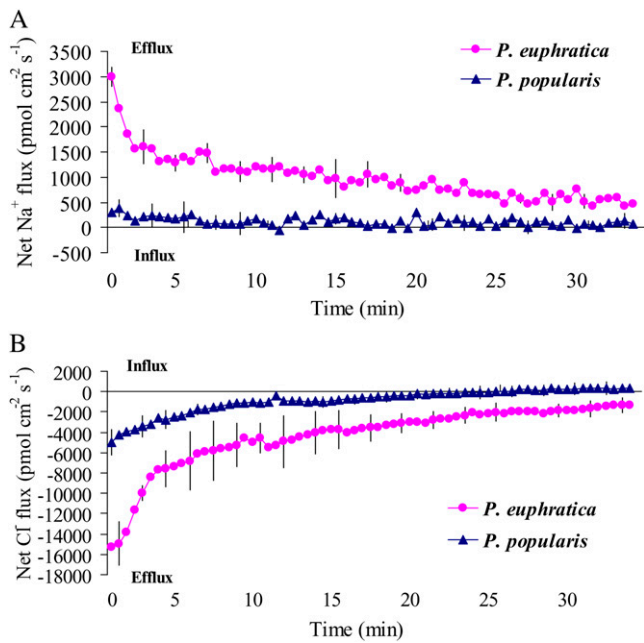 A
Net Na⁺ flux (pmol cm⁻² s⁻¹)
3500
3000
2500
2000
1500
1000
500
0
-500
Efflux
Influx
P. euphratica
P. popularis
0 5 10 15 20 25 30
Time (min)
B
Net Cl⁻ flux (pmol cm⁻² s⁻¹)
2000
0
-2000
-4000
-6000
-8000
-10000
-12000
-14000
-16000
-18000
Influx
P. euphratica
P. popularis
Efflux
0 5 10 15 20 25 30
Time (min)